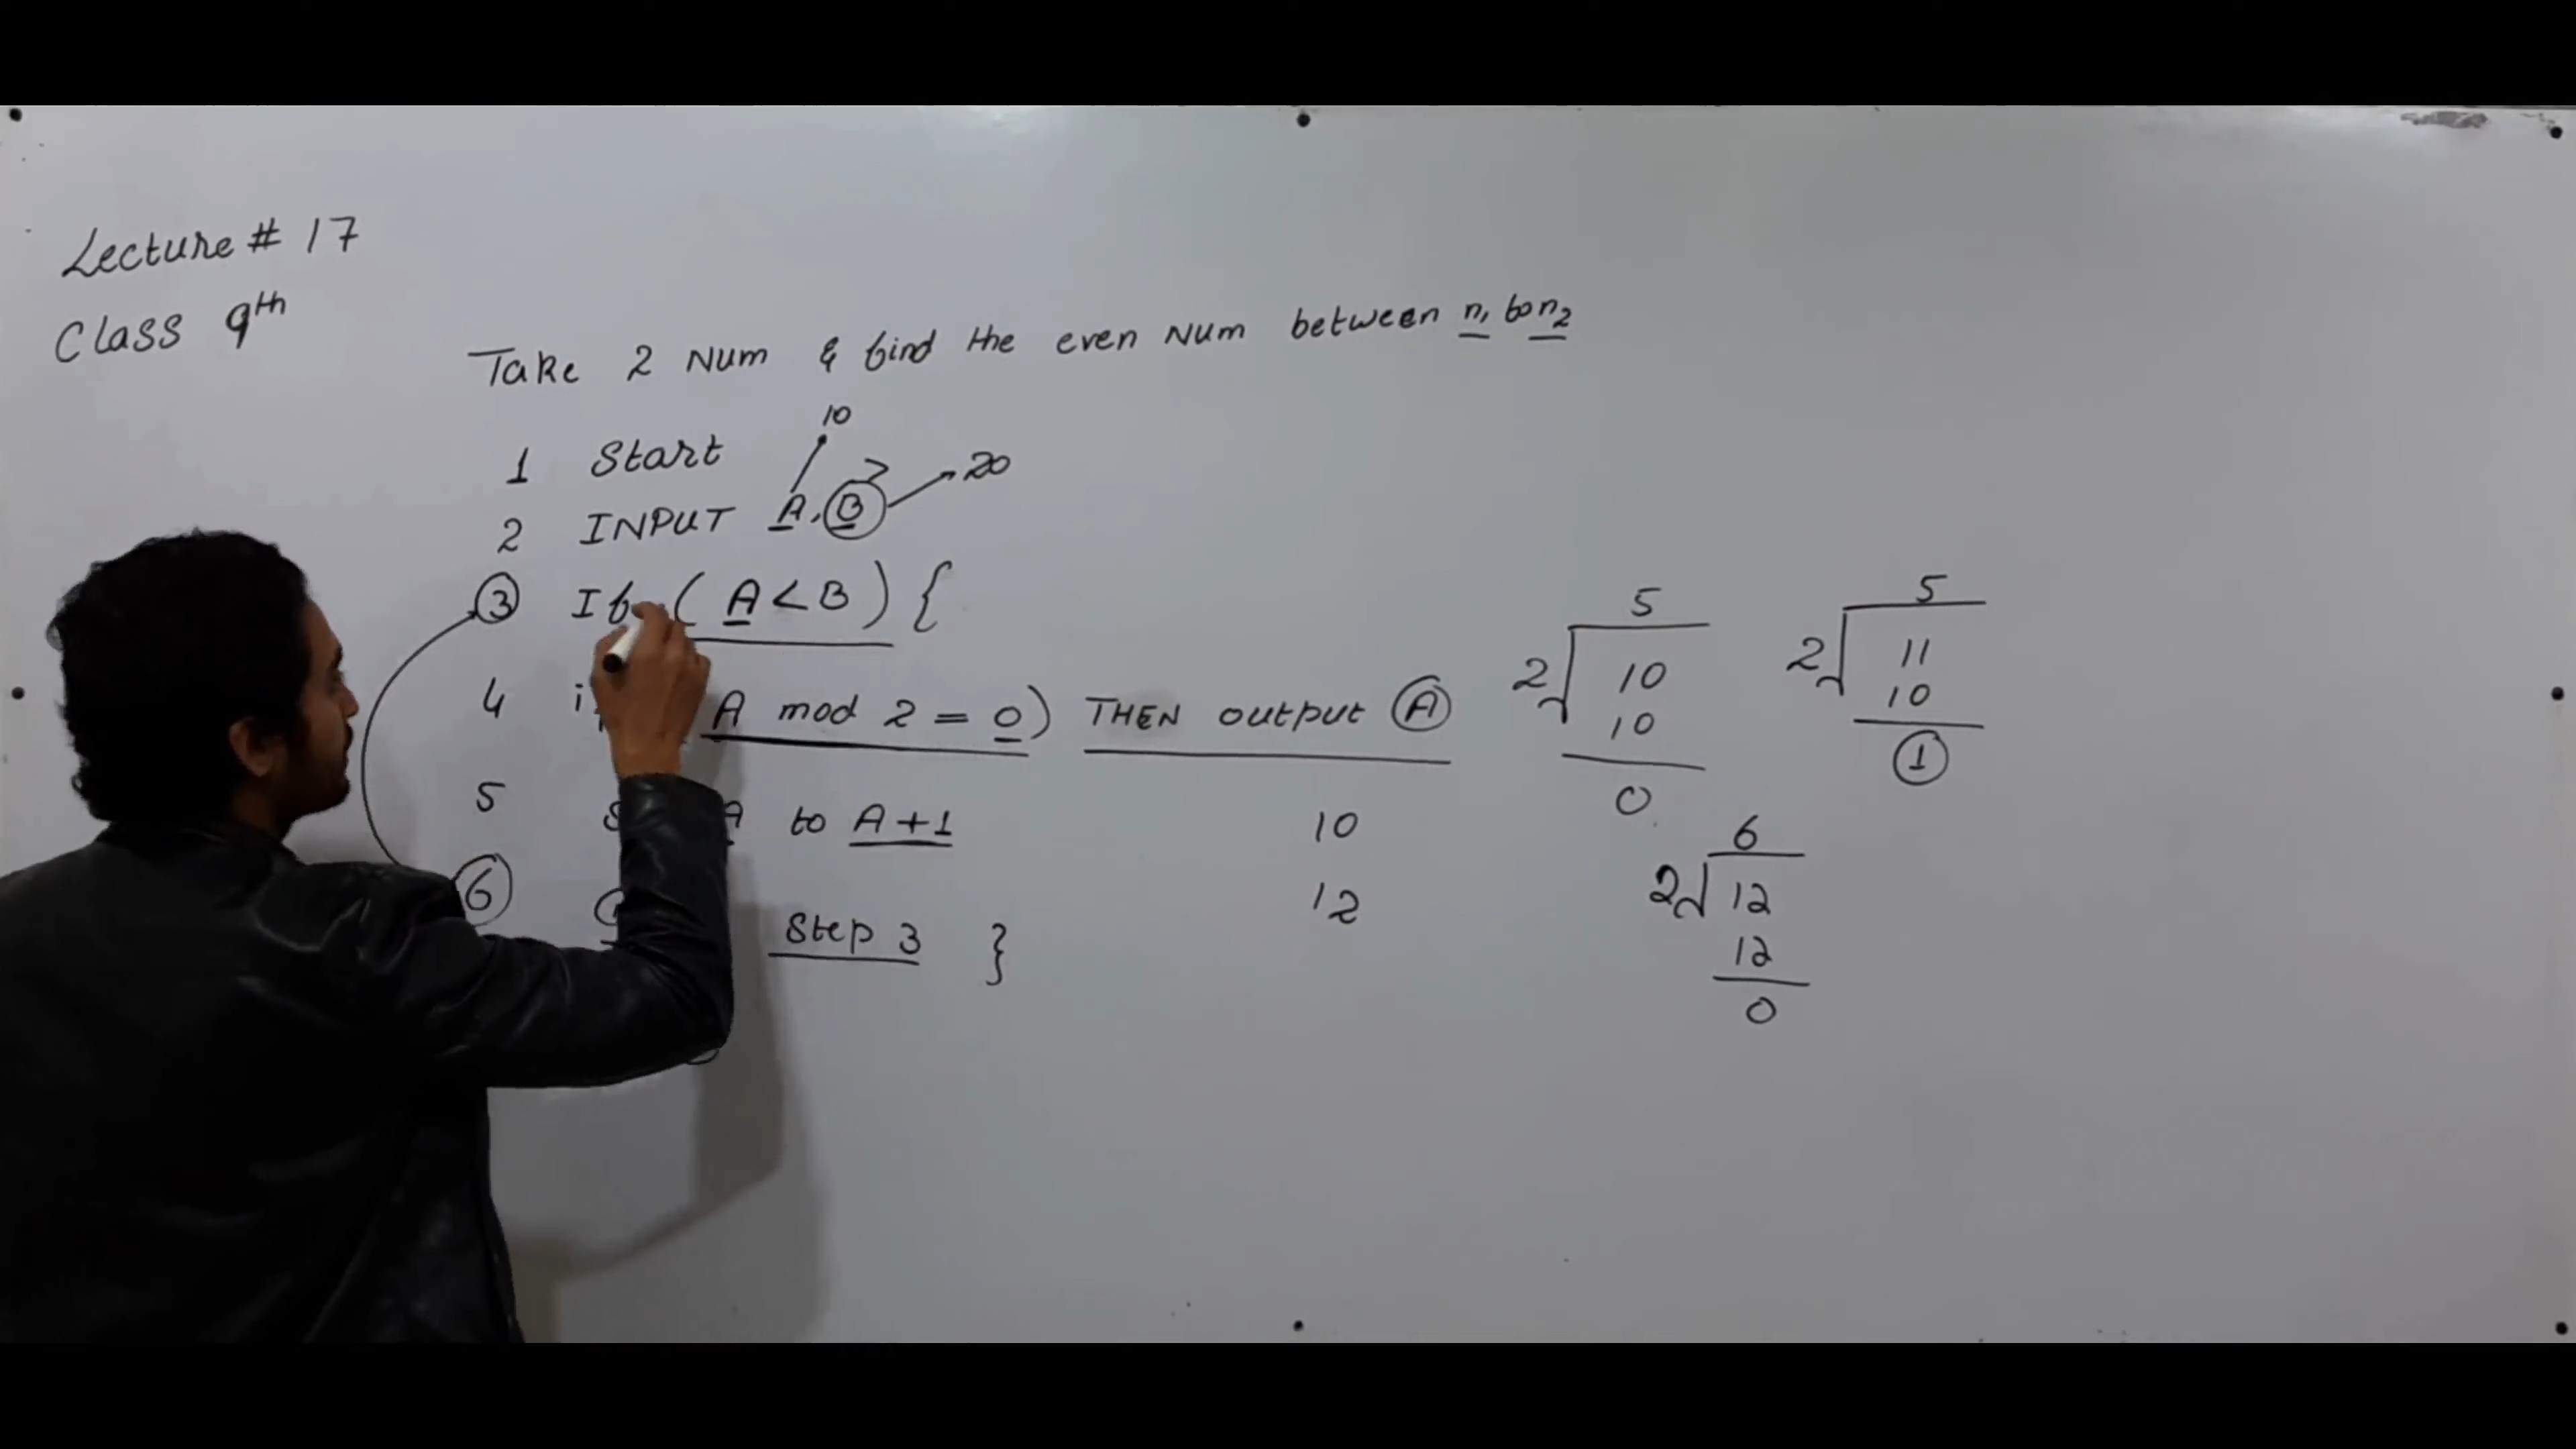 Lecture # 17
Class 9th
Take 2 Num & find the even Num between n1 to n2
10
1 Start
20
2 INPUT A, B
3 If (A < B) {
4 if A mod 2 = 0) THEN output A
5 A to A+1
6 Step 3 }
10
12
5
2 10
10
0
5
2 11
10
1
6
2 12
12
0